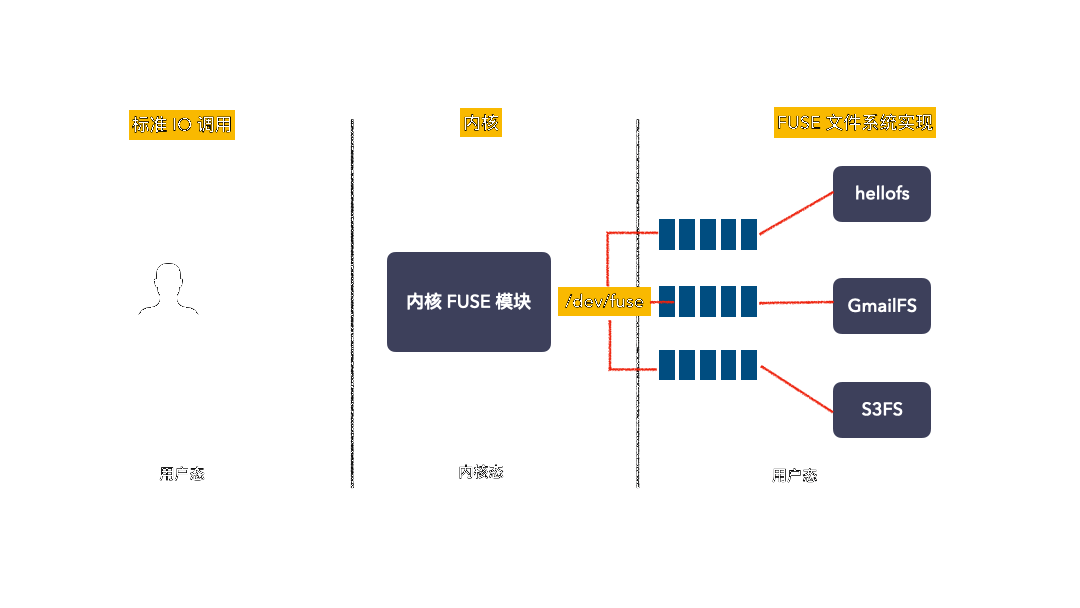 标准 IO 调用
内核
FUSE 文件系统实现
hellofs
内核 FUSE 模块
/dev/fuse
GmailFS
S3FS
用户态
内核态
用户态